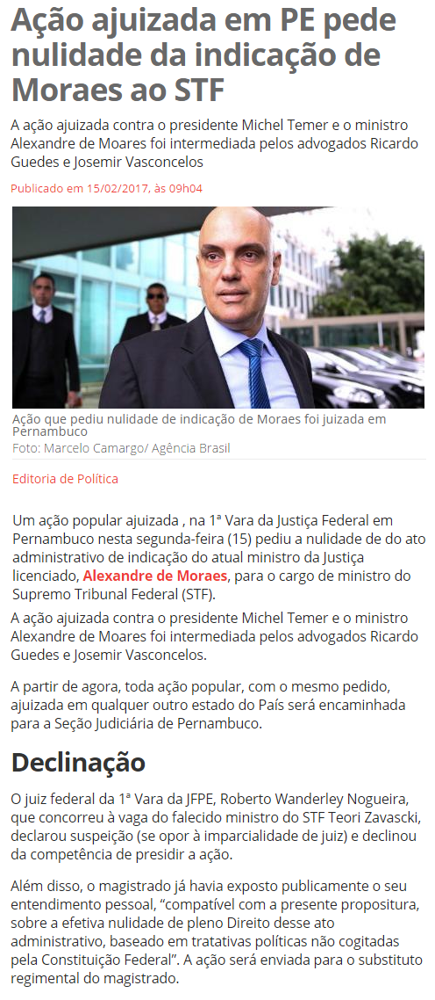 Ação ajuizada em PE pede
nulidade da indicação de
Moraes ao STF
A ação ajuizada contra o presidente Michel Temer e o ministro
Alexandre de Moares foi intermediada pelos advogados Ricardo
Guedes e Josemir Vasconcelos
Publicado em 15/02/2017, às 09h04
Ação que pediu nulidade de indicação de Moraes foi juizada em
Pernambuco
Foto: Marcelo Camargo/ Agência Brasil
Editoria de Política
Um ação popular ajuizada , na 1ª Vara da Justiça Federal em
Pernambuco nesta segunda-feira (15) pediu a nulidade de do ato
administrativo de indicação do atual ministro da Justiça
licenciado, Alexandre de Moraes, para o cargo de ministro do
Supremo Tribunal Federal (STF).
A ação ajuizada contra o presidente Michel Temer e o ministro
Alexandre de Moares foi intermediada pelos advogados Ricardo
Guedes e Josemir Vasconcelos.
A partir de agora, toda ação popular, com o mesmo pedido,
ajuizada em qualquer outro estado do País será encaminhada
para a Seção Judiciária de Pernambuco.
Declinação
O juiz federal da 1ª Vara da JFPE, Roberto Wanderley Nogueira,
que concorreu à vaga do falecido ministro do STF Teori Zavascki,
declarou suspeição (se opor à imparcialidade de juiz) e declinou
da competência de presidir a ação.
Além disso, o magistrado já havia exposto publicamente o seu
entendimento pessoal, “compatível com a presente propositura,
sobre a efetiva nulidade de pleno Direito desse ato
administrativo, baseado em tratativas políticas não cogitadas
pela Constituição Federal”. A ação será enviada para o substituto
regimental do magistrado.